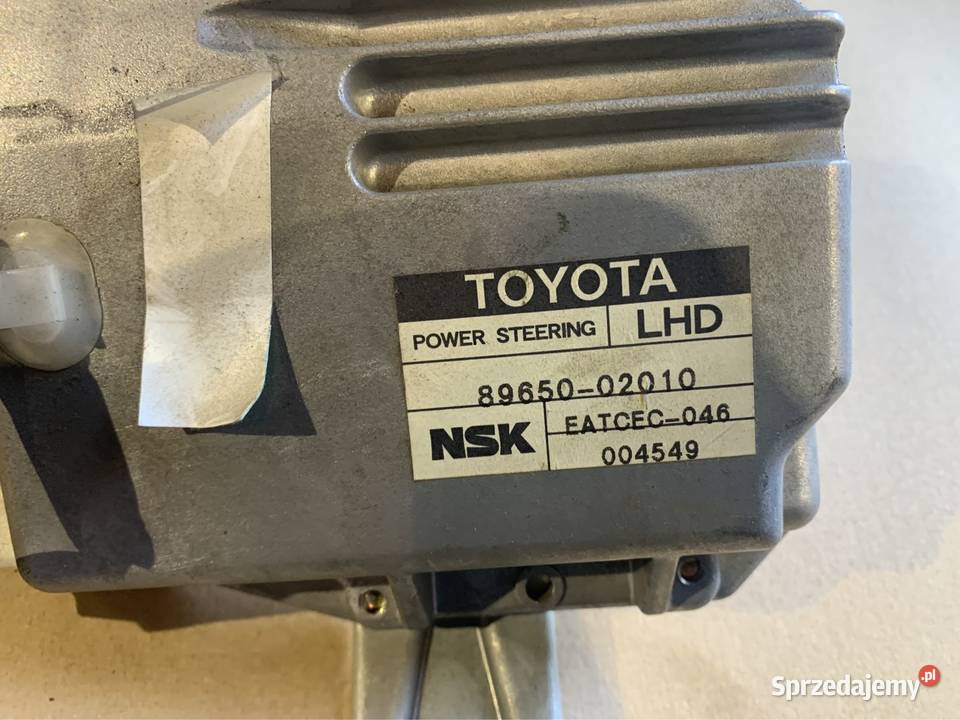 TOYOTA
POWER STEERING LHD
89650-02010
NSK EATCEC-046
004549
Sprzedajemy.pl